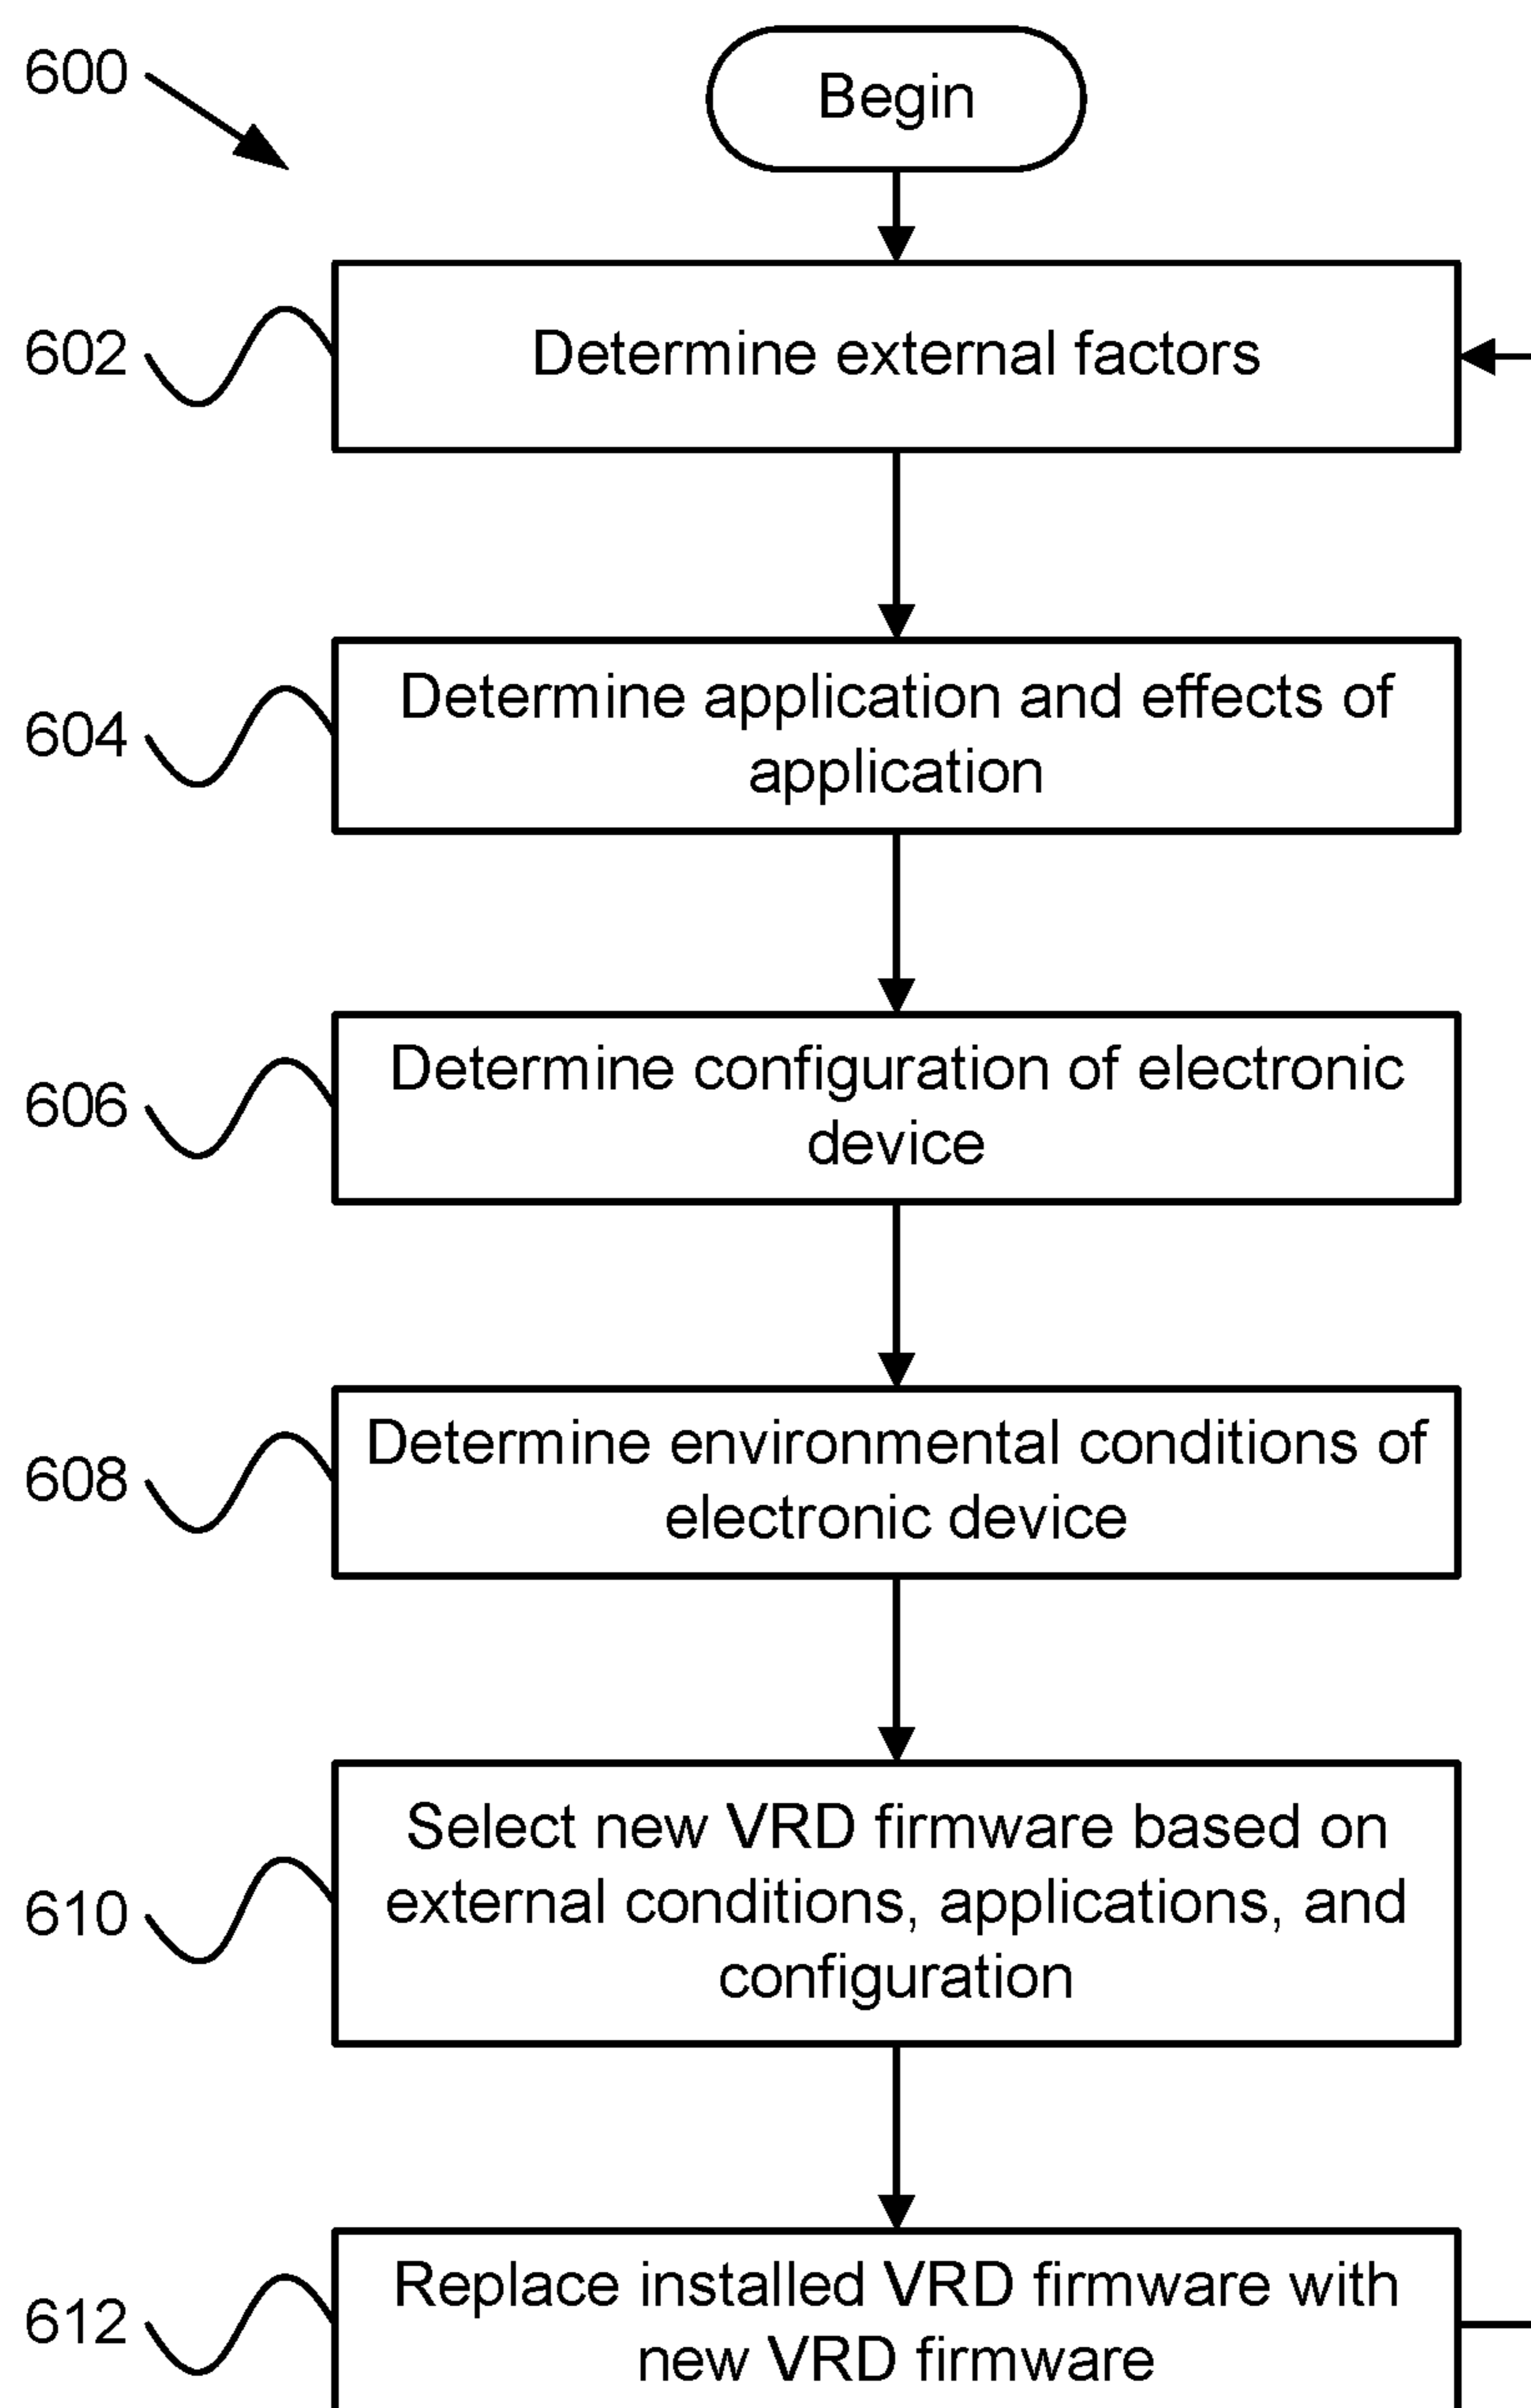 600
Begin
602
Determine external factors
604
Determine application and effects of
application
606
Determine configuration of electronic
device
608
Determine environmental conditions of
electronic device
610
Select new VRD firmware based on
external conditions, applications, and
configuration
612
Replace installed VRD firmware with
new VRD firmware